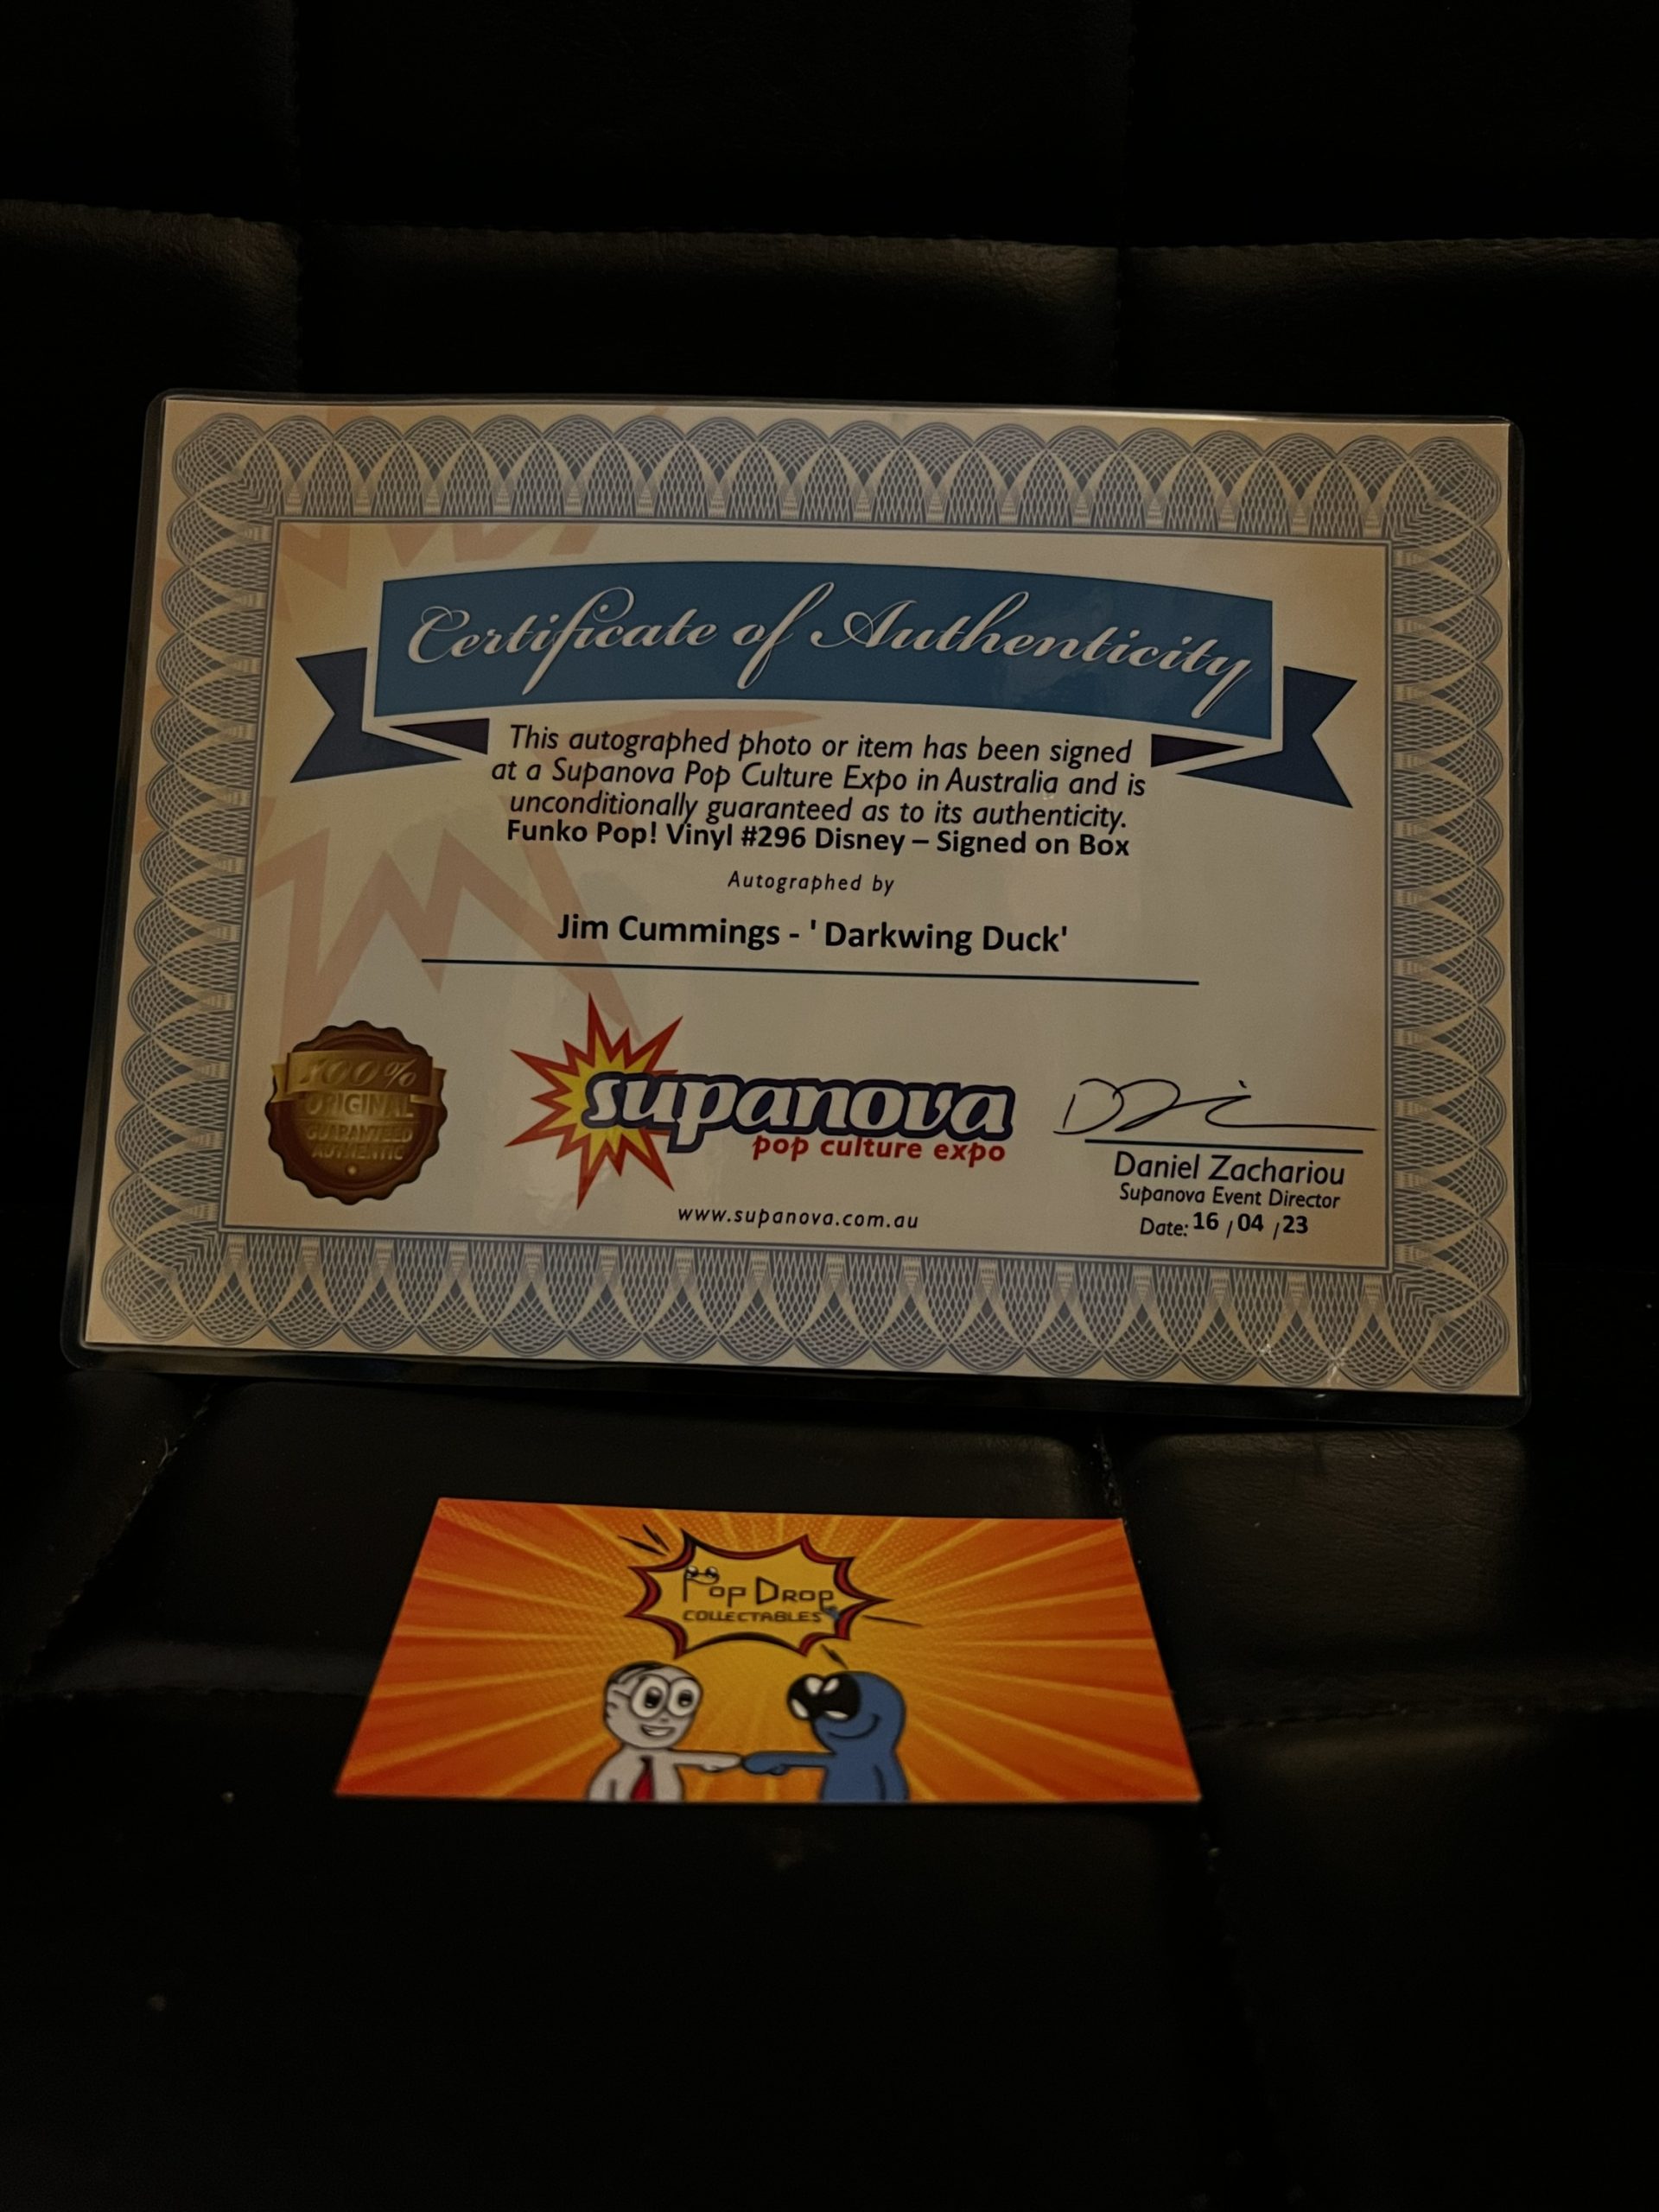 Certificate of Authenticity
This autographed photo or item has been signed
at a Supanova Pop Culture Expo in Australia and is
unconditionally guaranteed as to its authenticity.
Funko Pop! Vinyl #296 Disney – Signed on Box
Autographed by
Jim Cummings - ' Darkwing Duck'
100%
ORIGINAL
GUARANTEED
AUTHENTIC
supanova
pop culture expo
www.supanova.com.au
Daniel Zachariou
Supanova Event Director
Date: 16 / 04 / 23
POP DROP
COLLECTABLES